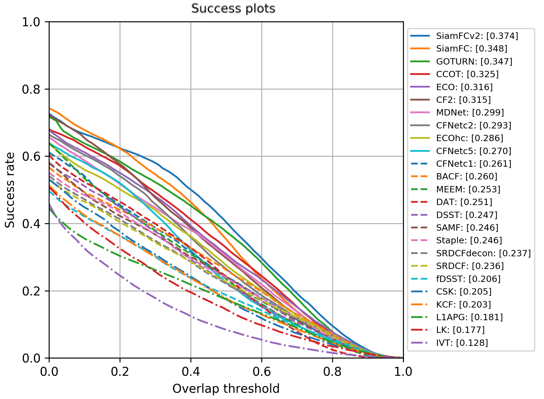 Success plots
1.0
0.8
0.6
0.4
0.2
0.0
Success rate
0.0 0.2 0.4 0.6 0.8 1.0
Overlap threshold
SiamFCv2: [0.374]
SiamFC: [0.348]
GOTURN: [0.347]
CCOT: [0.325]
ECO: [0.316]
CF2: [0.315]
MDNet: [0.299]
CFNetc2: [0.293]
ECOhc: [0.286]
CFNetc5: [0.270]
CFNetc1: [0.261]
BACF: [0.260]
MEEM: [0.253]
DAT: [0.251]
DSST: [0.247]
SAMF: [0.246]
Staple: [0.246]
SRDCFdecon: [0.237]
SRDCF: [0.236]
fDSST: [0.206]
CSK: [0.205]
KCF: [0.203]
L1APG: [0.181]
LK: [0.177]
IVT: [0.128]